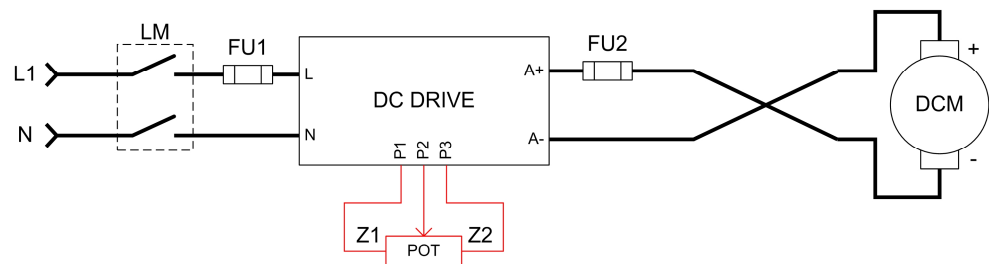 LM
L1
FU1
L
DC DRIVE
A+
FU2
+
DCM
N
N
A-
-
P1
P2
P3
Z1
Z2
POT